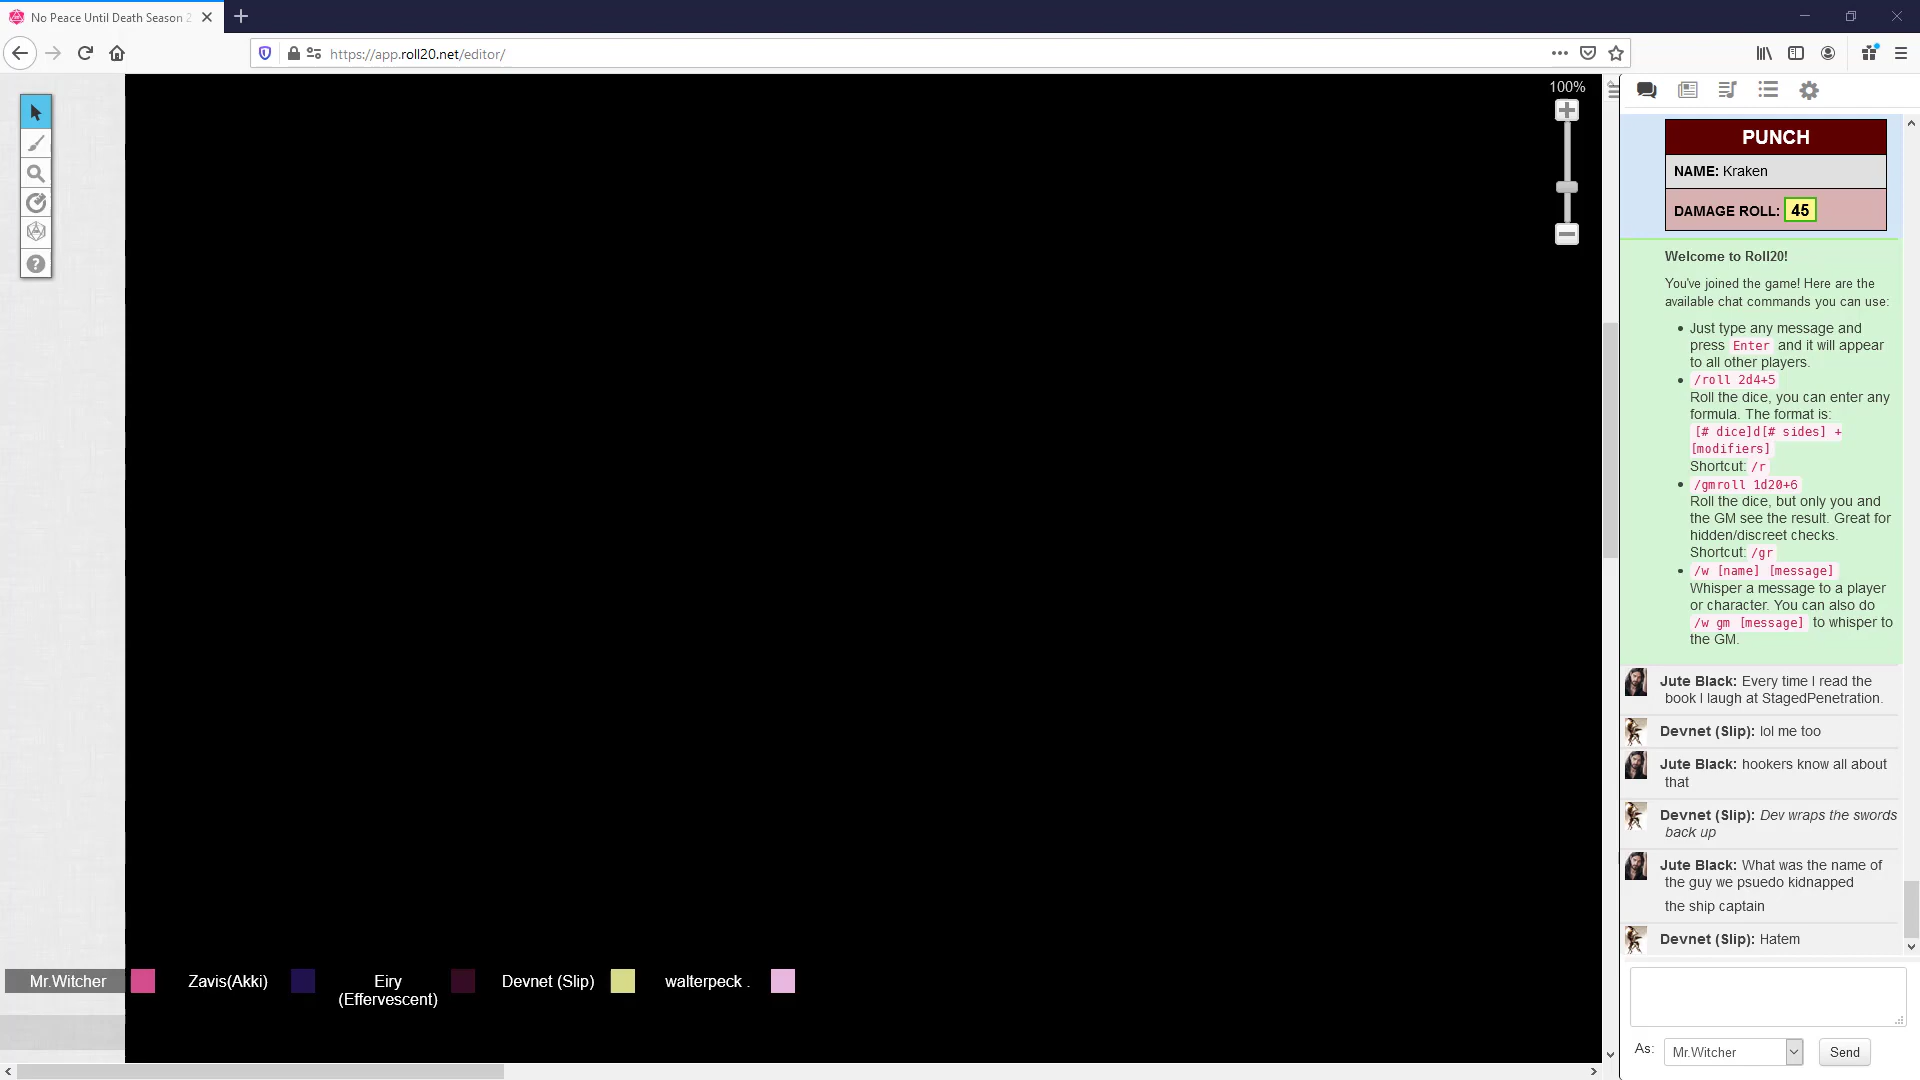 No Peace Until Death Season 2
https://app.roll20.net/editor/
100%
PUNCH
NAME: Kraken
DAMAGE ROLL: 45
Welcome to Roll20!
You've joined the game! Here are the
available chat commands you can use:
Just type any message and
press Enter and it will appear
to all other players.
/roll 2d4+5
Roll the dice, you can enter any
formula. The format is:
[# dice]d[# sides] +
[modifiers]
Shortcut: /r
/gmroll 1d20+6
Roll the dice, but only you and
the GM see the result. Great for
hidden/discreet checks.
Shortcut: /gr
/w [name] [message]
Whisper a message to a player
or character. You can also do
/w gm [message] to whisper to
the GM.
Jute Black: Every time I read the
book I laugh at StagedPenetration.
Devnet (Slip): lol me too
Jute Black: hookers know all about
that
Devnet (Slip): Dev wraps the swords
back up
Jute Black: What was the name of
the guy we psuedo kidnapped
the ship captain
Devnet (Slip): Hatem
Mr.Witcher
Zavis(Akki)
Eiry
(Effervescent)
Devnet (Slip)
walterpeck .
As: Mr.Witcher Send